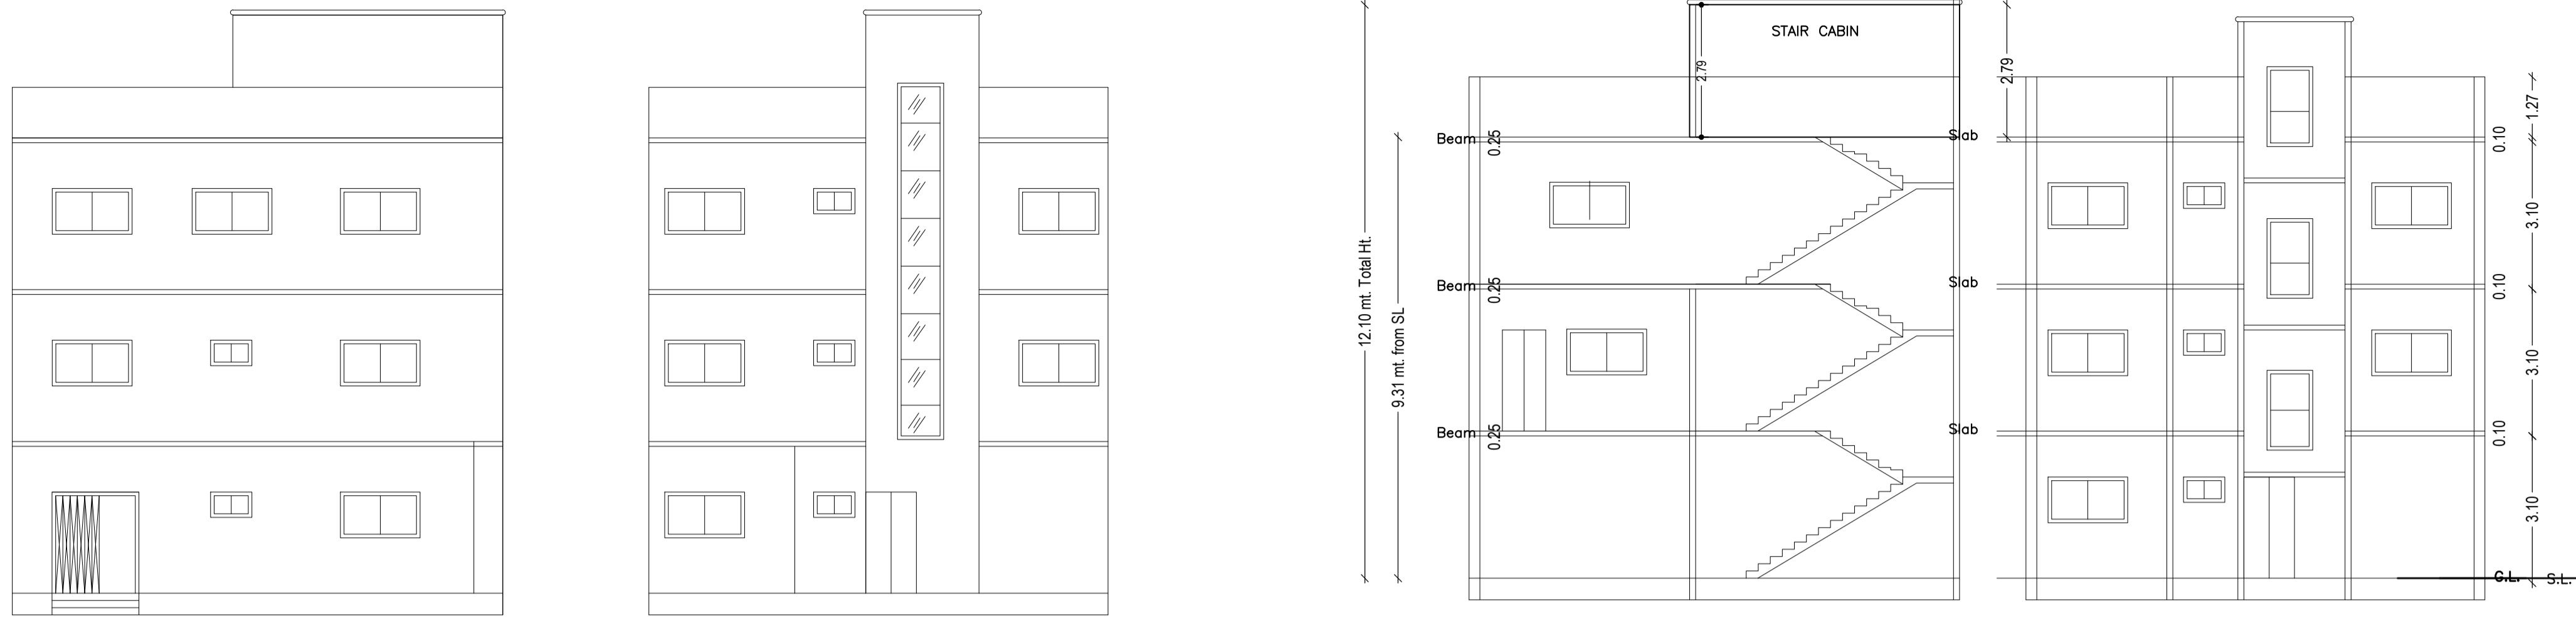 STAIR CABIN
2.79
2.79
12.10 mt. Total Ht.
9.31 mt. from SL
Beam
0.25
Slab
Beam
0.25
Slab
Beam
0.25
Slab
1.27
0.10
3.10
0.10
3.10
0.10
3.10
G.L.
S.L.